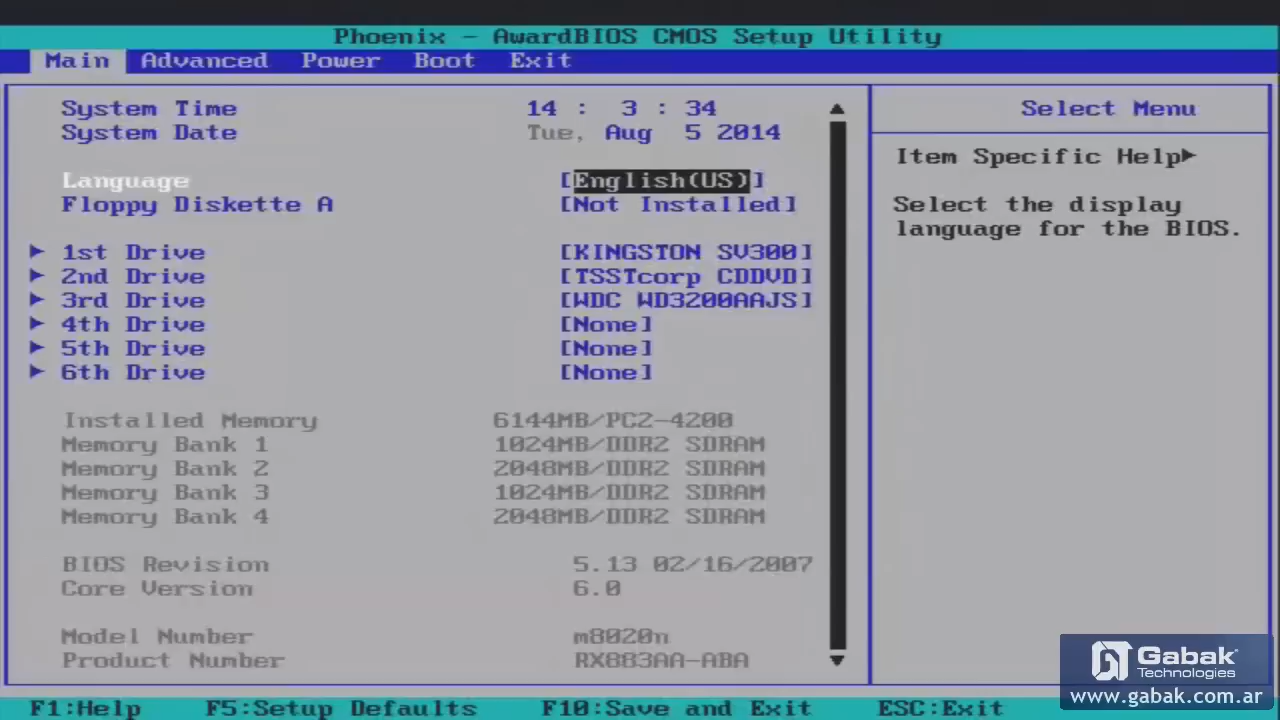 Phoenix - AwardBIOS CMOS Setup Utility
Main Advanced Power Boot Exit
System Time 14 : 3 : 34
System Date Tue, Aug 5 2014
Language [English(US)]
Floppy Diskette A [Not Installed]
1st Drive [KINGSTON SV300]
2nd Drive [TSSTcorp CDDVD]
3rd Drive [WDC WD3200AAJS]
4th Drive [None]
5th Drive [None]
6th Drive [None]
Installed Memory 6144MB/PC2-4200
Memory Bank 1 1024MB/DDR2 SDRAM
Memory Bank 2 2048MB/DDR2 SDRAM
Memory Bank 3 1024MB/DDR2 SDRAM
Memory Bank 4 2048MB/DDR2 SDRAM
BIOS Revision 5.13 02/16/2007
Core Version 6.0
Model Number m8020n
Product Number RX883AA-ABA
Select Menu
Item Specific Help
Select the display
language for the BIOS.
F1:Help F5:Setup Defaults F10:Save and Exit ESC:Exit
Gabak
Technologies
www.gabak.com.ar